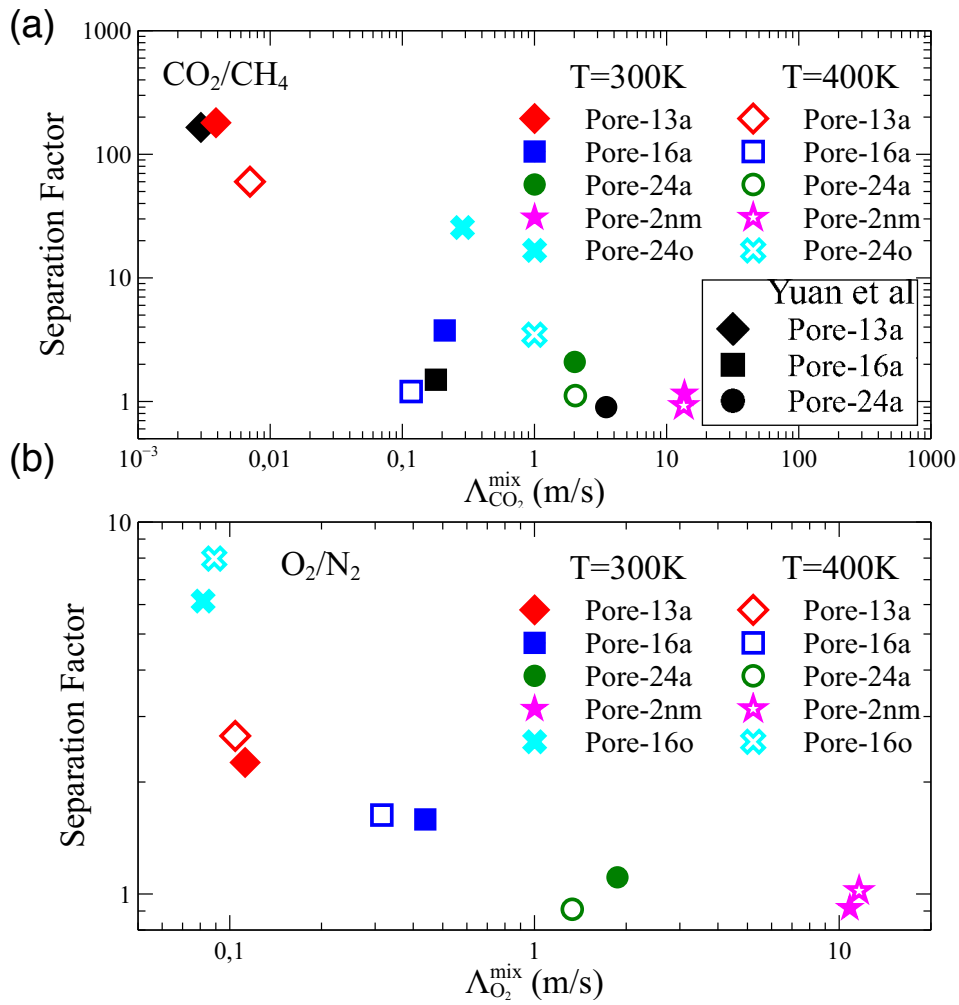 (a)
CO₂/CH₄
T=300K T=400K
Pore-13a Pore-13a
Pore-16a Pore-16a
Pore-24a Pore-24a
Pore-2nm Pore-2nm
Pore-24o Pore-24o
Yuan et al
Pore-13a
Pore-16a
Pore-24a
Separation Factor
1000
100
10
1
10⁻³ 0,01 0,1 1 10 100 1000
Λ^mix_CO₂ (m/s)
(b)
O₂/N₂
T=300K T=400K
Pore-13a Pore-13a
Pore-16a Pore-16a
Pore-24a Pore-24a
Pore-2nm Pore-2nm
Pore-16o Pore-16o
Separation Factor
10
1
0,1 1 10
Λ^mix_O₂ (m/s)